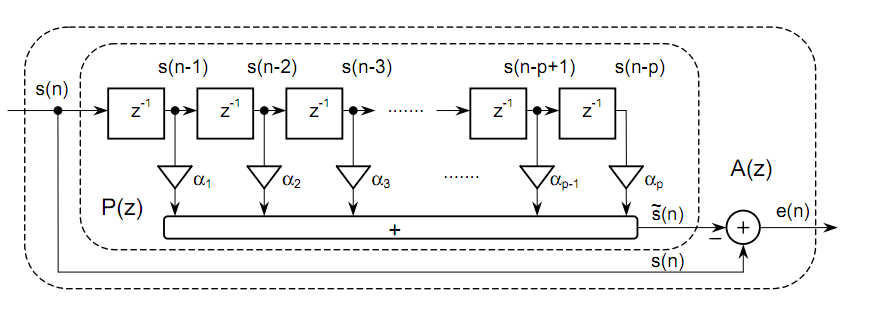 s(n-1) s(n-2) s(n-3) s(n-p+1) s(n-p)
s(n)
z⁻¹ z⁻¹ z⁻¹ ....... z⁻¹ z⁻¹
α₁ α₂ α₃ ....... αₚ₋₁ αₚ
A(z)
P(z)
+
s̃(n)
− + e(n)
s(n)